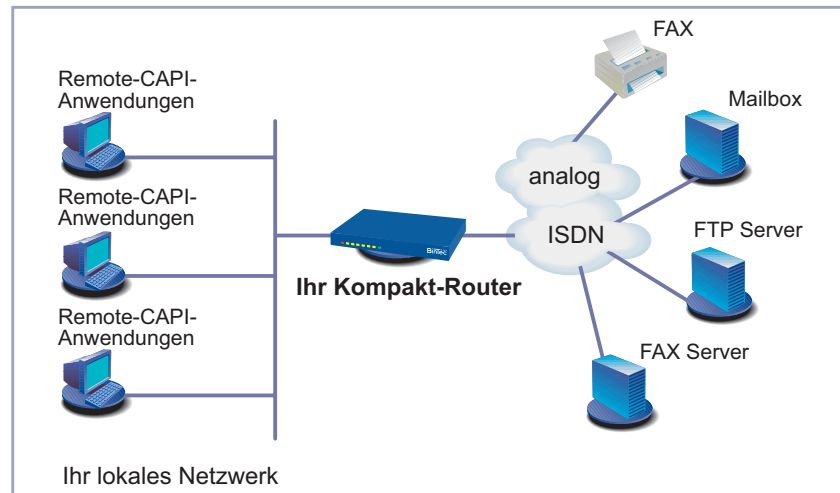 FAX
Remote-CAPI-
Anwendungen
Mailbox
analog
Remote-CAPI-
Anwendungen
FTP Server
ISDN
BinTec
Ihr Kompakt-Router
Remote-CAPI-
Anwendungen
FAX Server
Ihr lokales Netzwerk